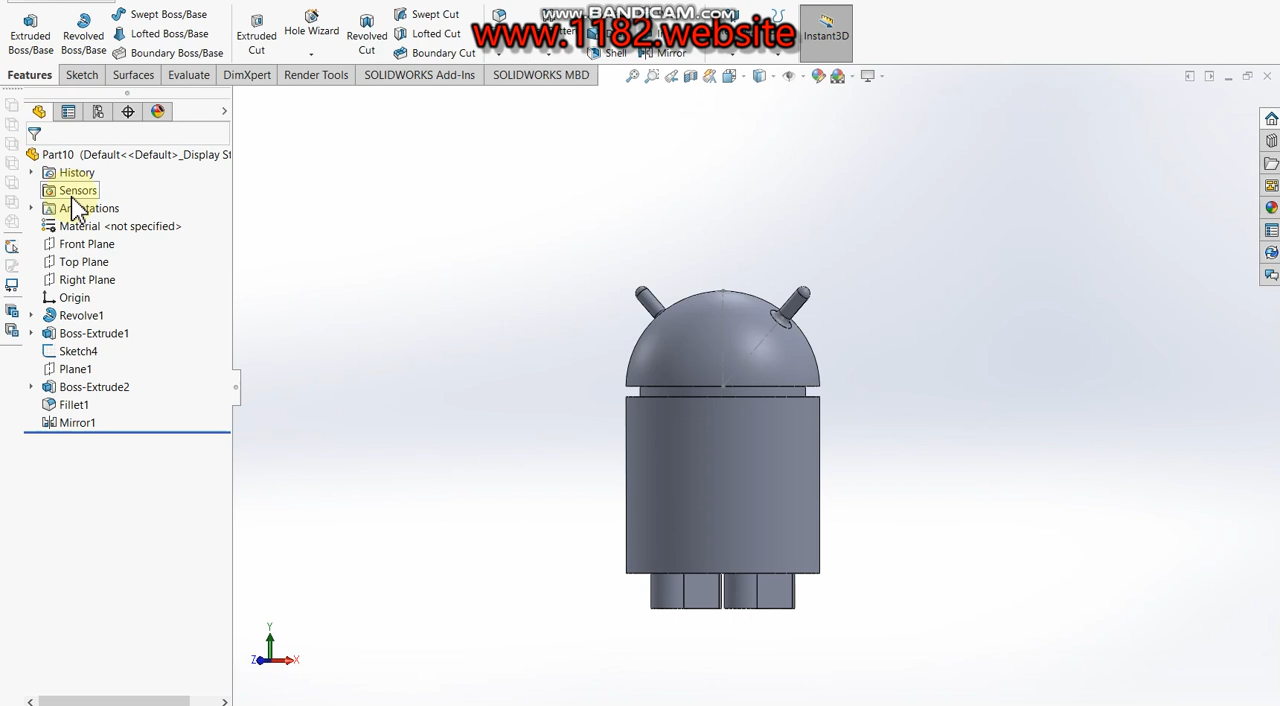 www.BANDICAM.com
www.1182.website
Extruded Boss/Base
Revolved Boss/Base
Swept Boss/Base
Lofted Boss/Base
Boundary Boss/Base
Extruded Cut
Hole Wizard
Revolved Cut
Swept Cut
Lofted Cut
Boundary Cut
Shell
Mirror
Instant3D
Features
Sketch
Surfaces
Evaluate
DimXpert
Render Tools
SOLIDWORKS Add-Ins
SOLIDWORKS MBD
Part10 (Default<<Default>_Display St
History
Sensors
Annotations
Material <not specified>
Front Plane
Top Plane
Right Plane
Origin
Revolve1
Boss-Extrude1
Sketch4
Plane1
Boss-Extrude2
Fillet1
Mirror1
Y
Z
X